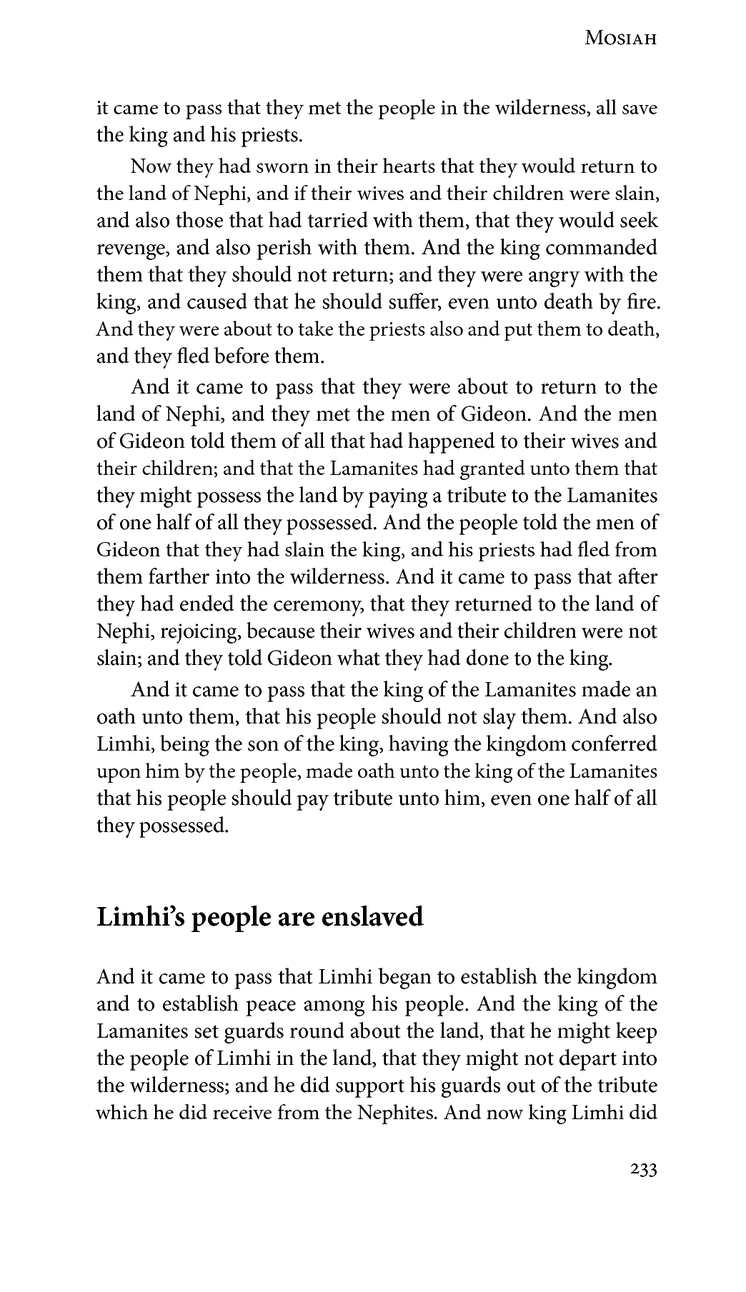 Mosiah
it came to pass that they met the people in the wilderness, all save
the king and his priests.
Now they had sworn in their hearts that they would return to
the land of Nephi, and if their wives and their children were slain,
and also those that had tarried with them, that they would seek
revenge, and also perish with them. And the king commanded
them that they should not return; and they were angry with the
king, and caused that he should suffer, even unto death by fire.
And they were about to take the priests also and put them to death,
and they fled before them.
And it came to pass that they were about to return to the
land of Nephi, and they met the men of Gideon. And the men
of Gideon told them of all that had happened to their wives and
their children; and that the Lamanites had granted unto them that
they might possess the land by paying a tribute to the Lamanites
of one half of all they possessed. And the people told the men of
Gideon that they had slain the king, and his priests had fled from
them farther into the wilderness. And it came to pass that after
they had ended the ceremony, that they returned to the land of
Nephi, rejoicing, because their wives and their children were not
slain; and they told Gideon what they had done to the king.
And it came to pass that the king of the Lamanites made an
oath unto them, that his people should not slay them. And also
Limhi, being the son of the king, having the kingdom conferred
upon him by the people, made oath unto the king of the Lamanites
that his people should pay tribute unto him, even one half of all
they possessed.
Limhi’s people are enslaved
And it came to pass that Limhi began to establish the kingdom
and to establish peace among his people. And the king of the
Lamanites set guards round about the land, that he might keep
the people of Limhi in the land, that they might not depart into
the wilderness; and he did support his guards out of the tribute
which he did receive from the Nephites. And now king Limhi did
233